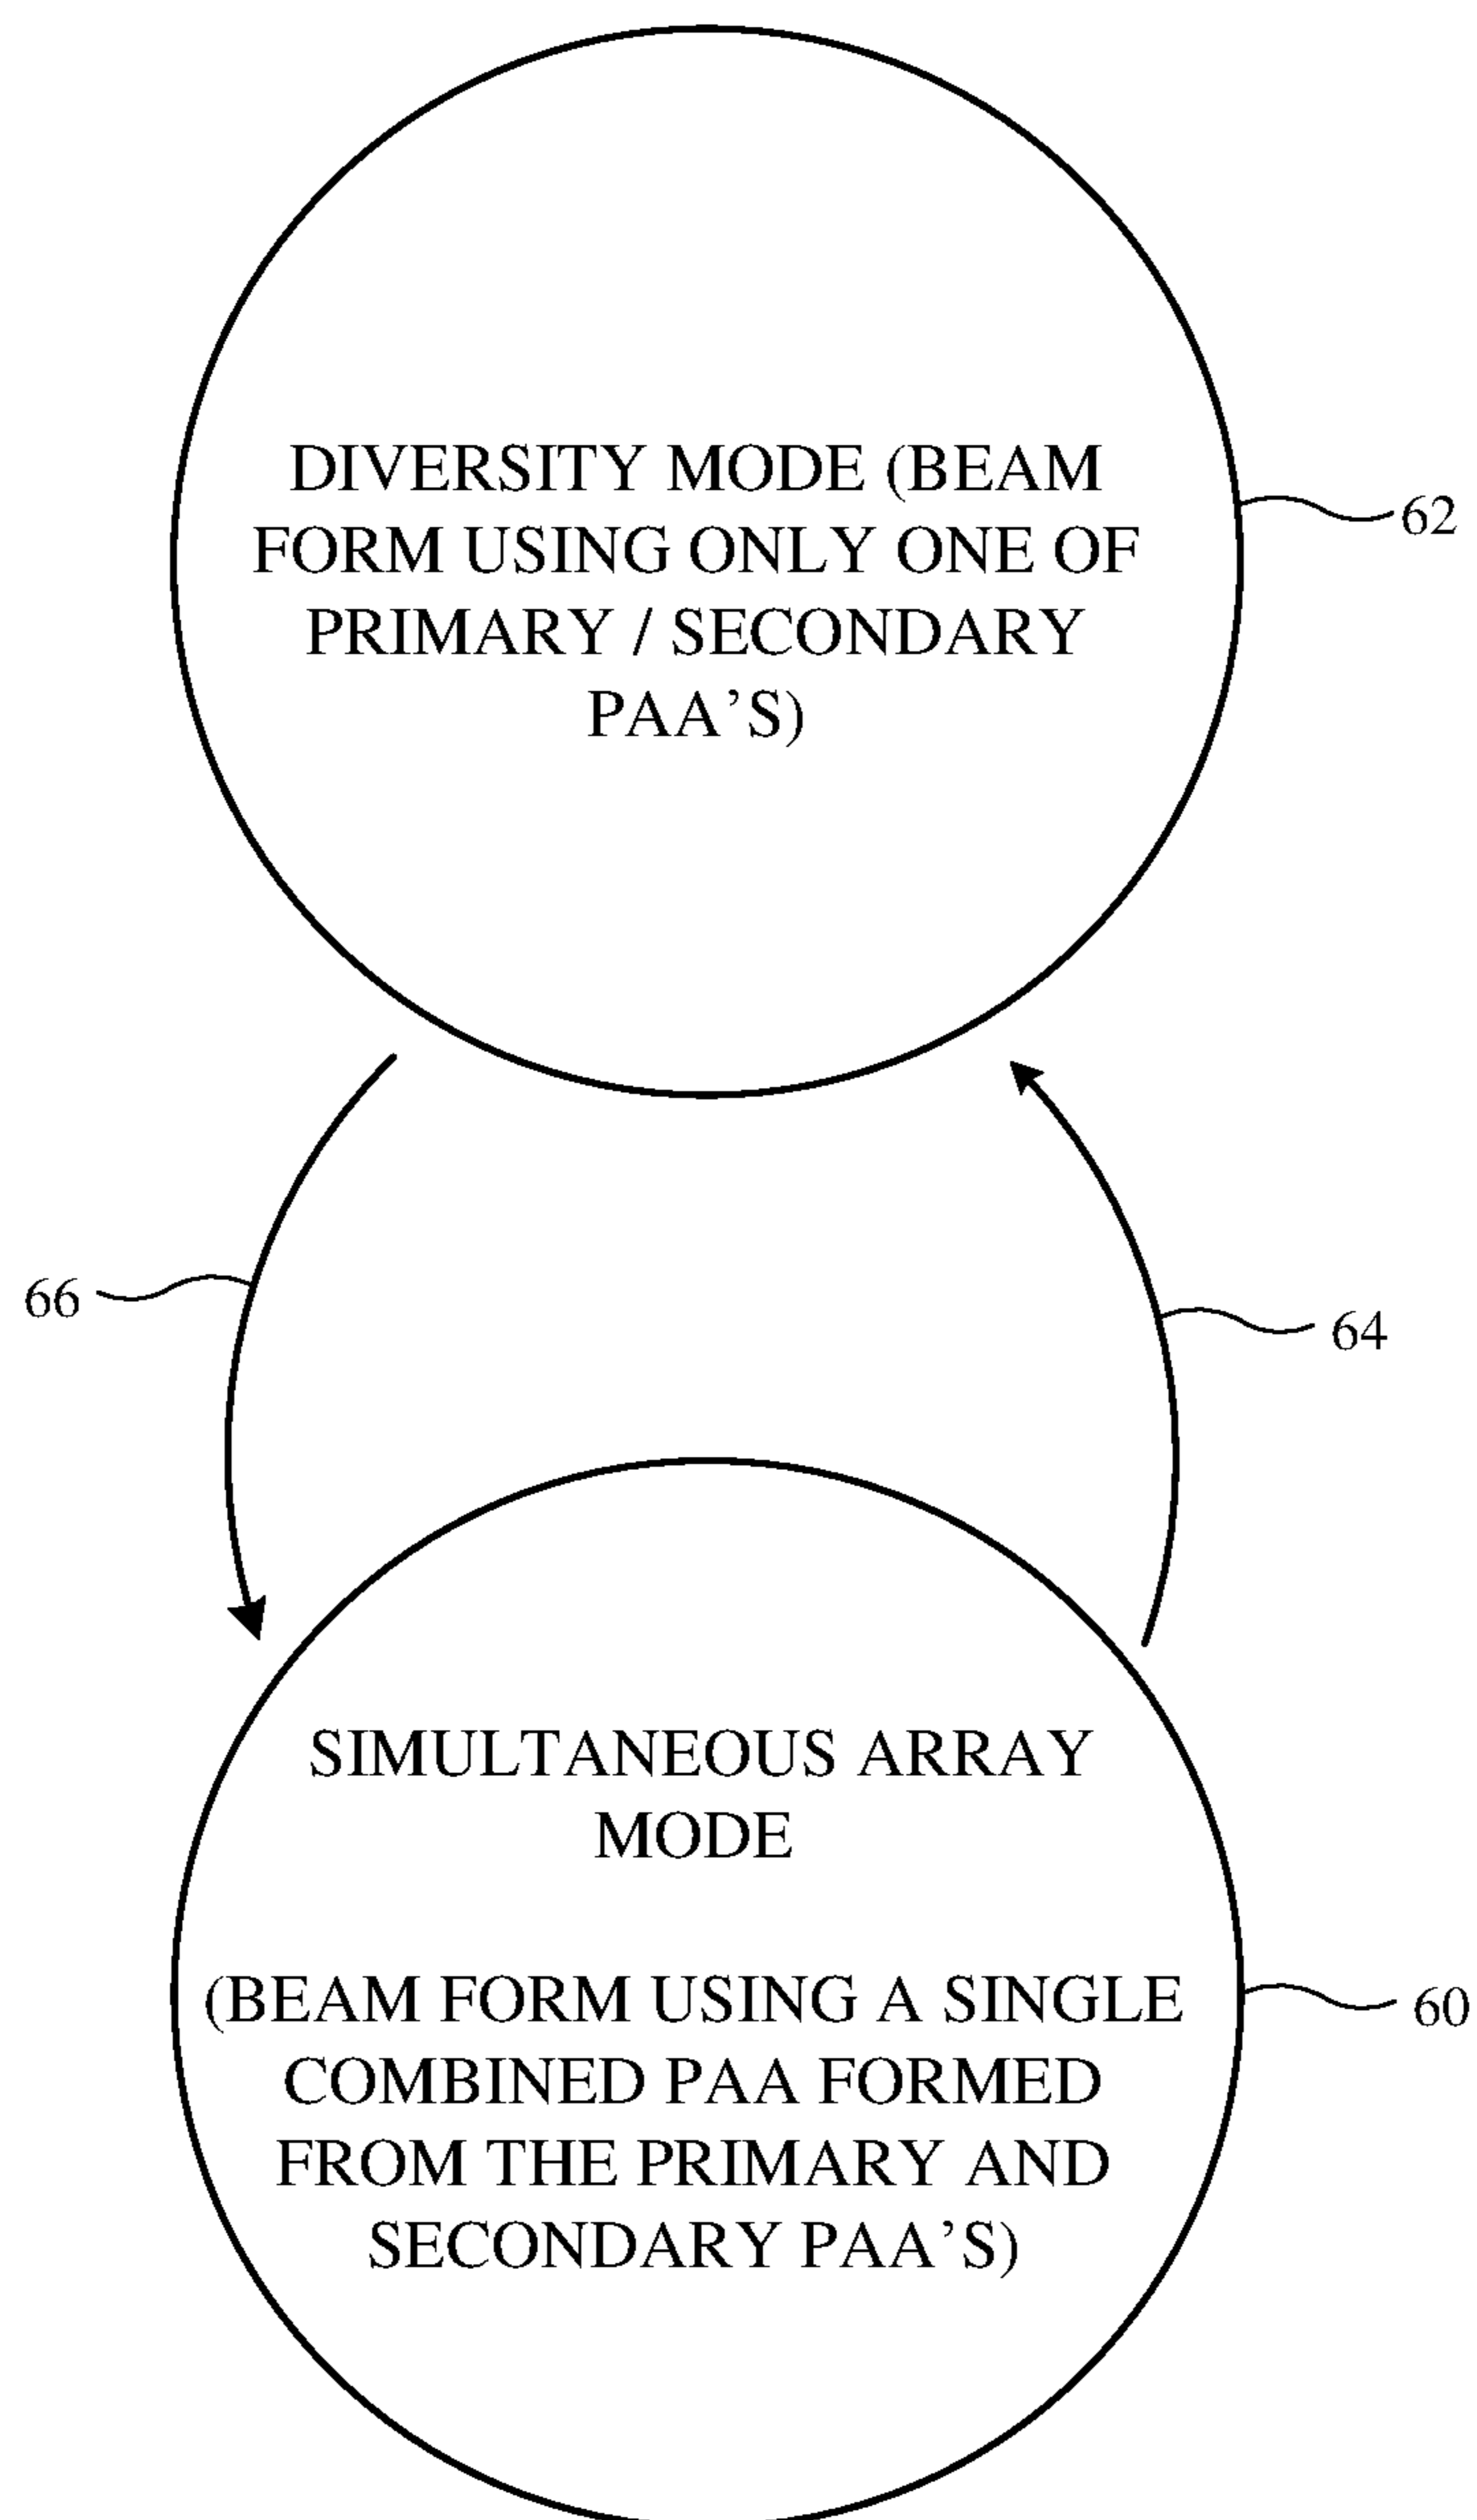 DIVERSITY MODE (BEAM
FORM USING ONLY ONE OF
PRIMARY / SECONDARY
PAA’S)
62
66
64
SIMULTANEOUS ARRAY
MODE
(BEAM FORM USING A SINGLE
COMBINED PAA FORMED
FROM THE PRIMARY AND
SECONDARY PAA’S)
60